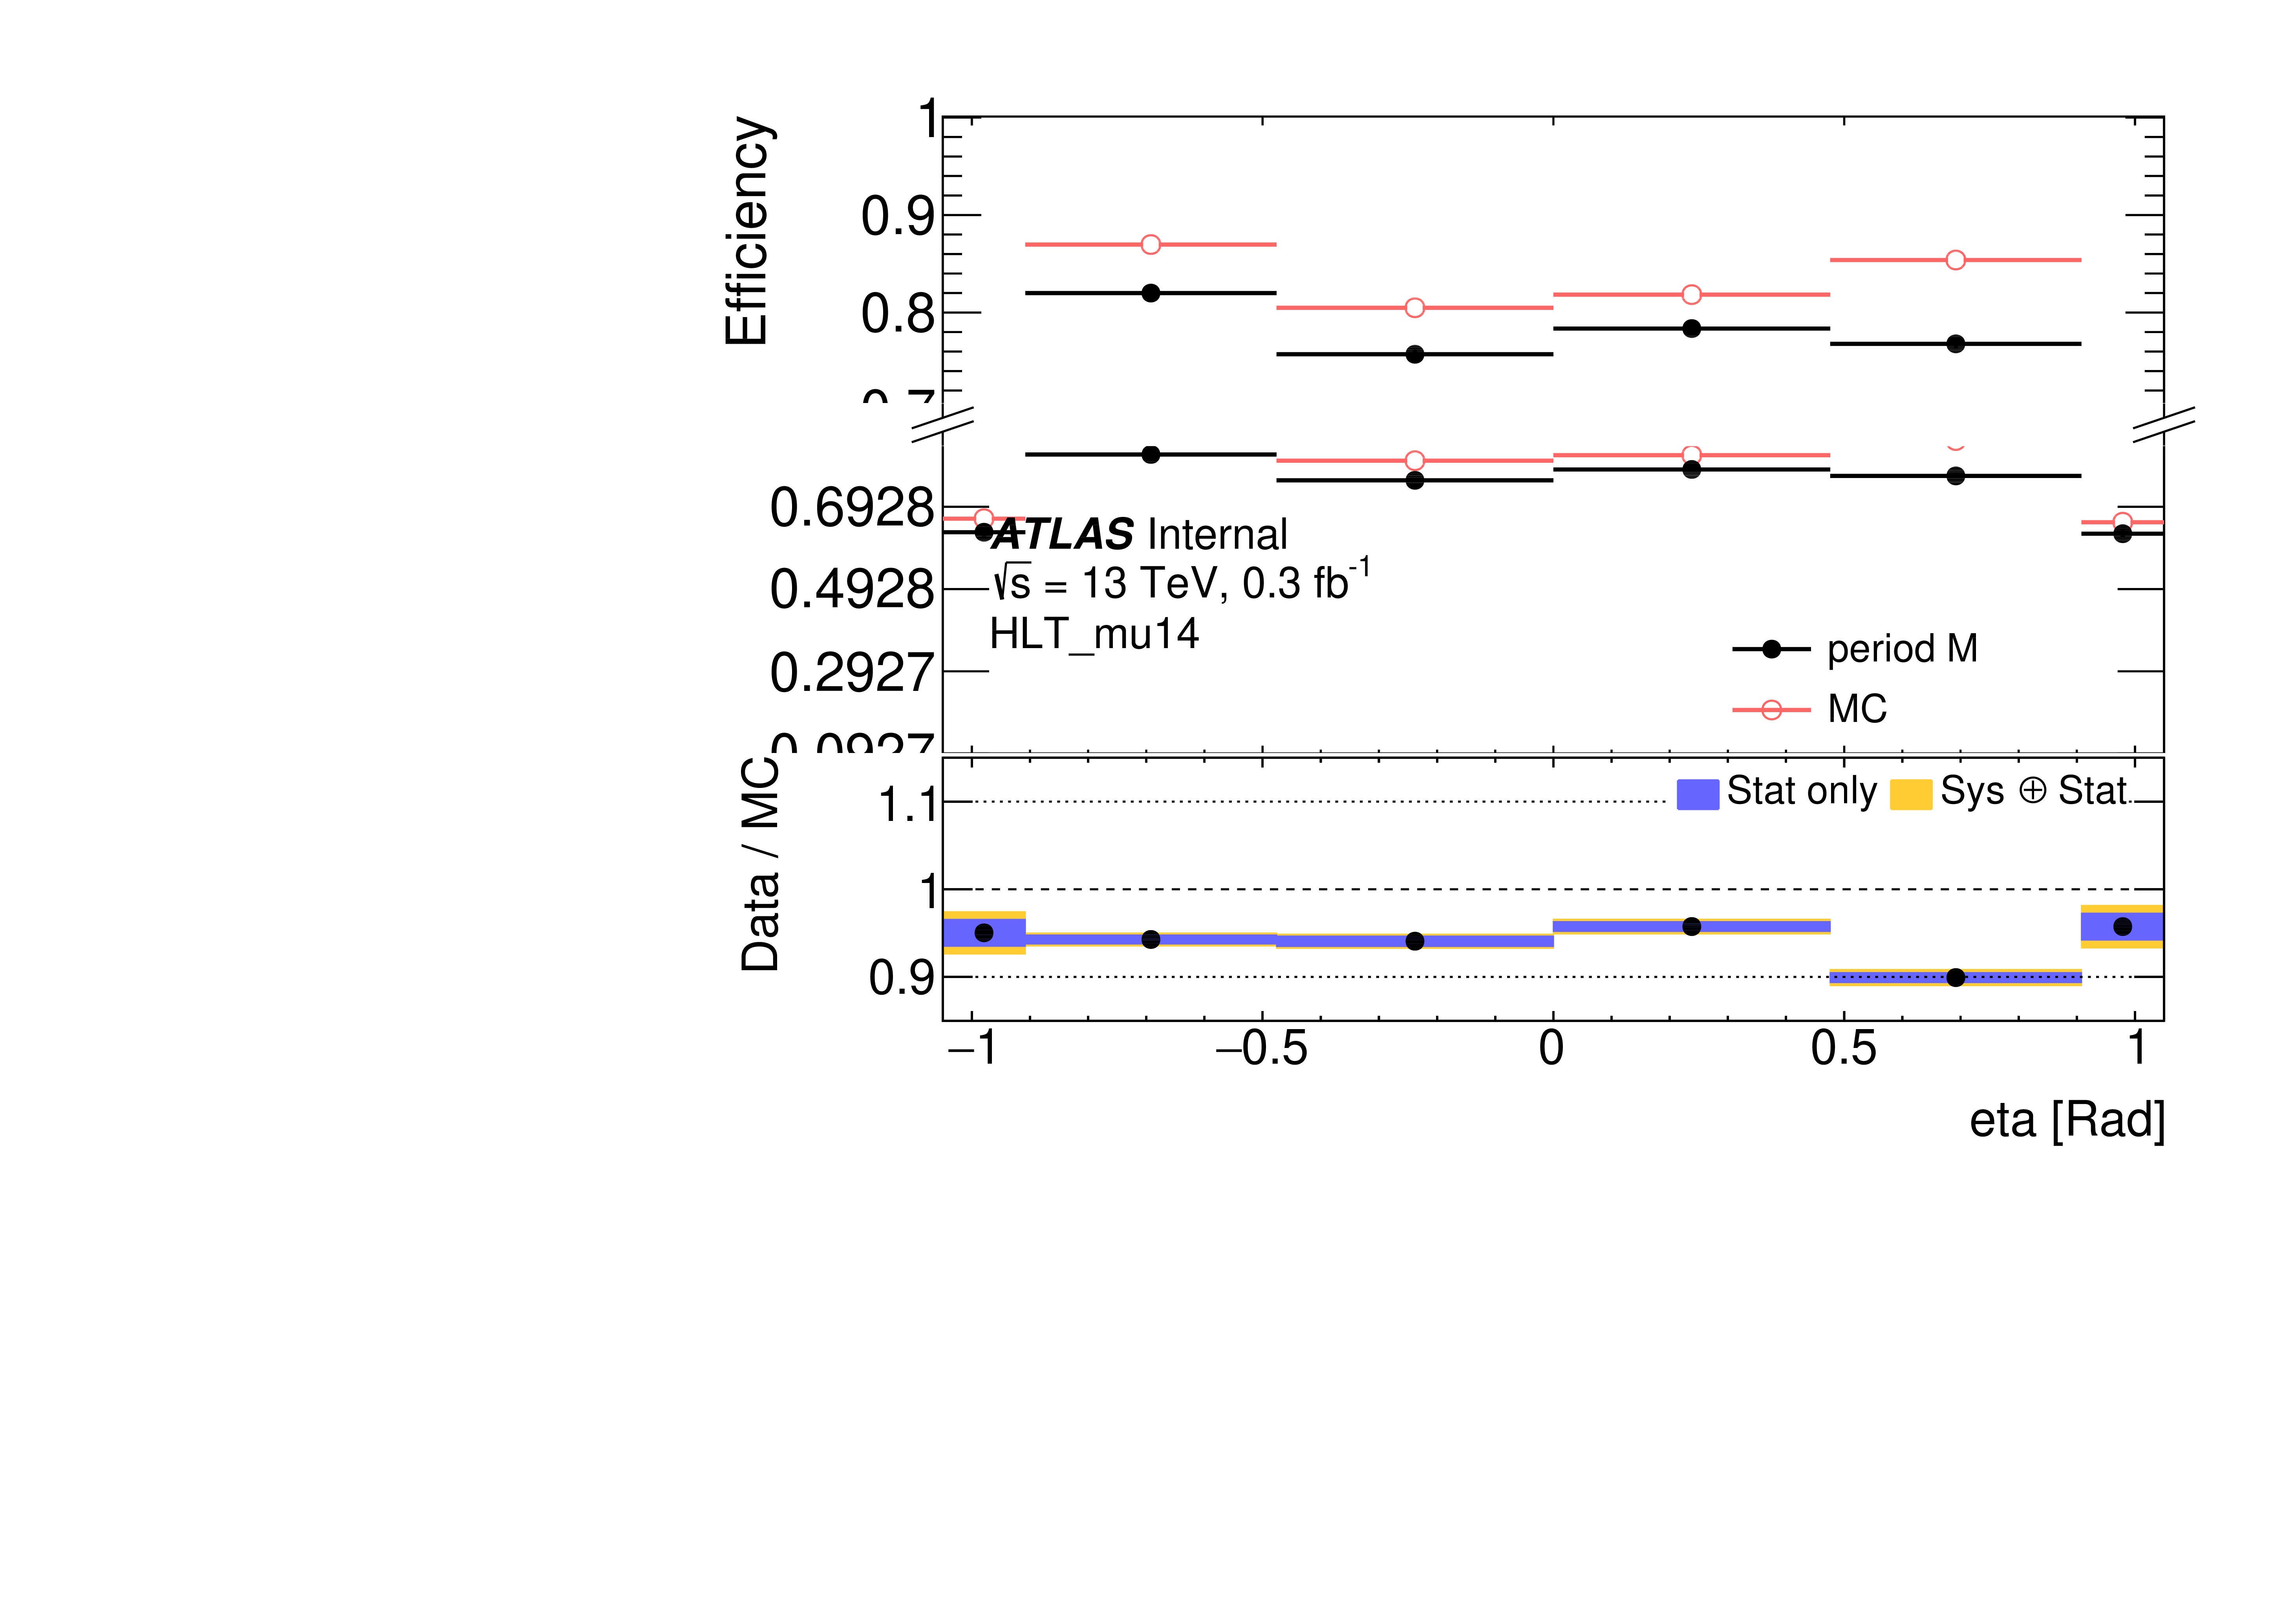 Efficiency
1
0.9
0.8
0.6928
0.4928
0.2927
ATLAS Internal
√s = 13 TeV, 0.3 fb-1
HLT_mu14
period M
MC
Data / MC
1.1
1
0.9
Stat only Sys ⊕ Stat
−1 −0.5 0 0.5 1
eta [Rad]